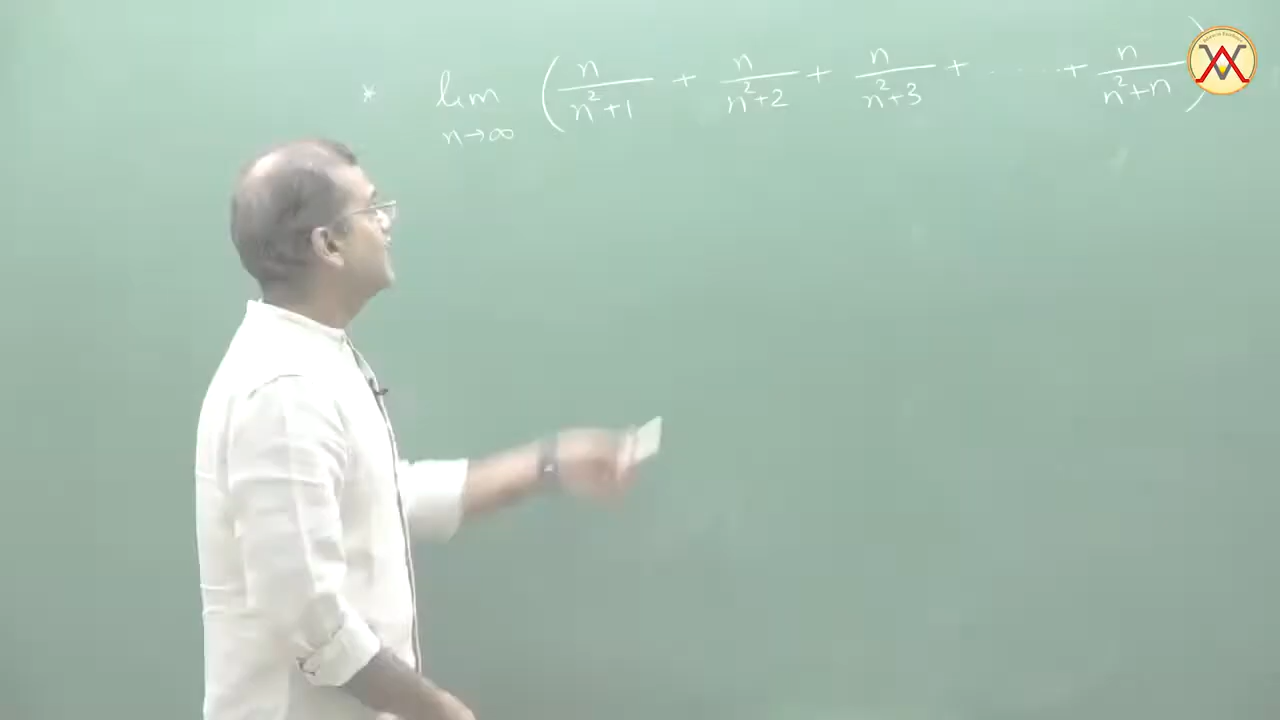 * lim n→∞ ( n/(n²+1) + n/(n²+2) + n/(n²+3) + ...... + n/(n²+n) )